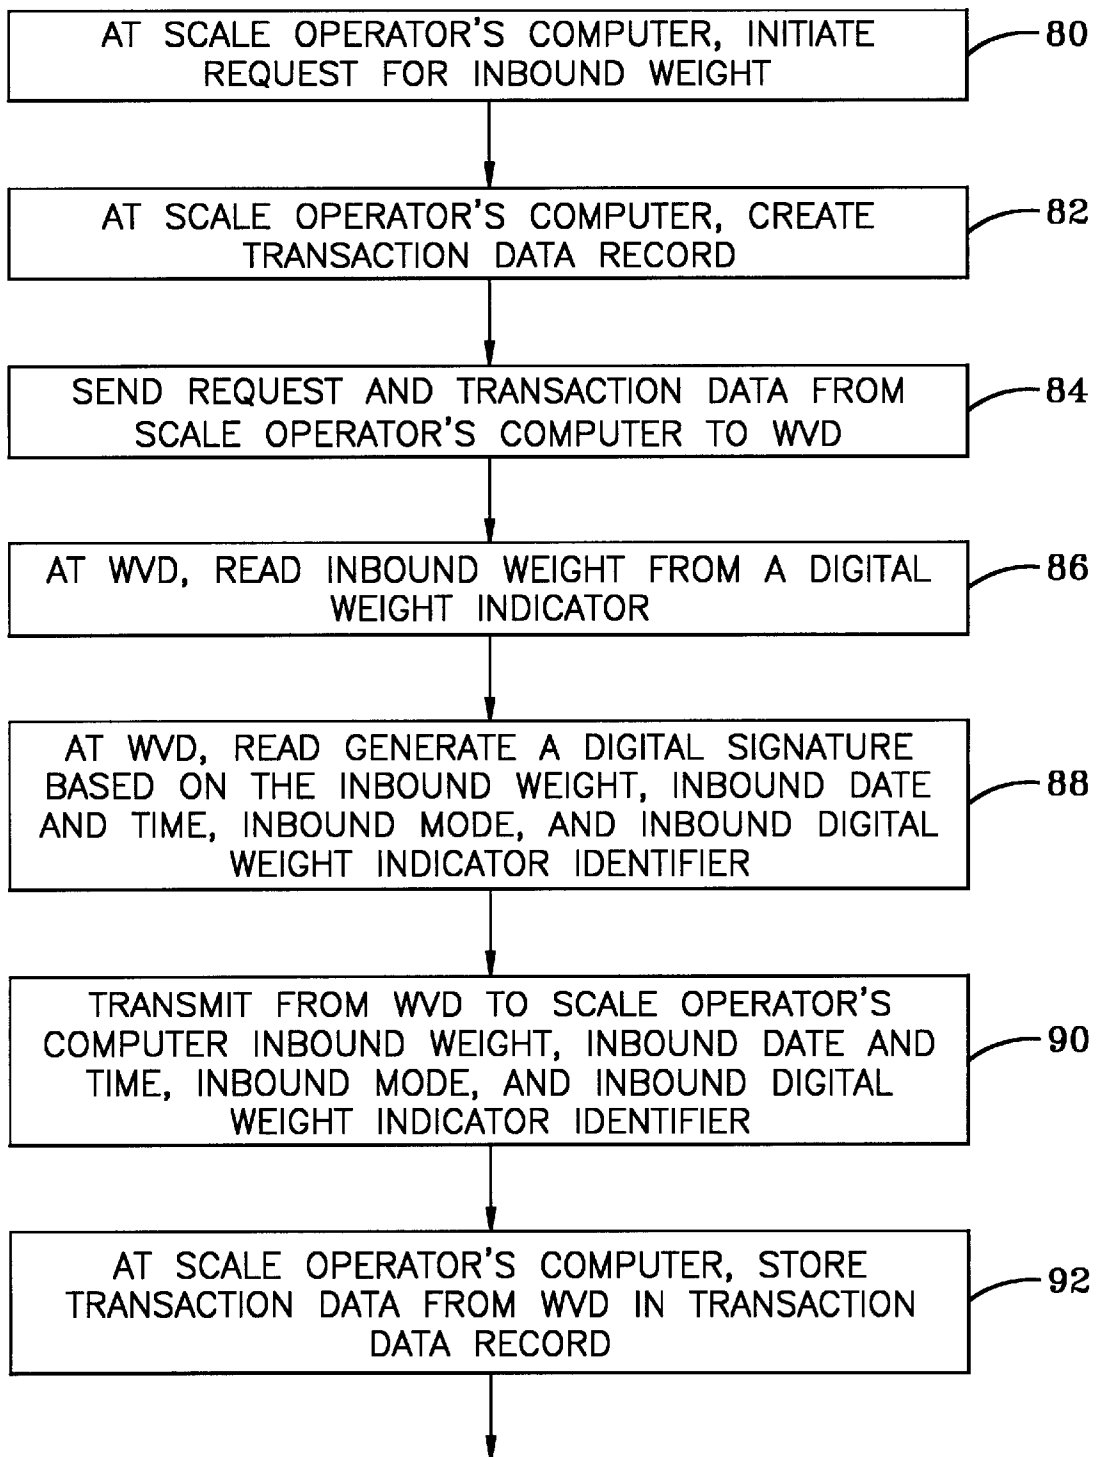 AT SCALE OPERATOR'S COMPUTER, INITIATE
REQUEST FOR INBOUND WEIGHT
80
AT SCALE OPERATOR'S COMPUTER, CREATE
TRANSACTION DATA RECORD
82
SEND REQUEST AND TRANSACTION DATA FROM
SCALE OPERATOR'S COMPUTER TO WVD
84
AT WVD, READ INBOUND WEIGHT FROM A DIGITAL
WEIGHT INDICATOR
86
AT WVD, READ GENERATE A DIGITAL SIGNATURE
BASED ON THE INBOUND WEIGHT, INBOUND DATE
AND TIME, INBOUND MODE, AND INBOUND DIGITAL
WEIGHT INDICATOR IDENTIFIER
88
TRANSMIT FROM WVD TO SCALE OPERATOR'S
COMPUTER INBOUND WEIGHT, INBOUND DATE AND
TIME, INBOUND MODE, AND INBOUND DIGITAL
WEIGHT INDICATOR IDENTIFIER
90
AT SCALE OPERATOR'S COMPUTER, STORE
TRANSACTION DATA FROM WVD IN TRANSACTION
DATA RECORD
92